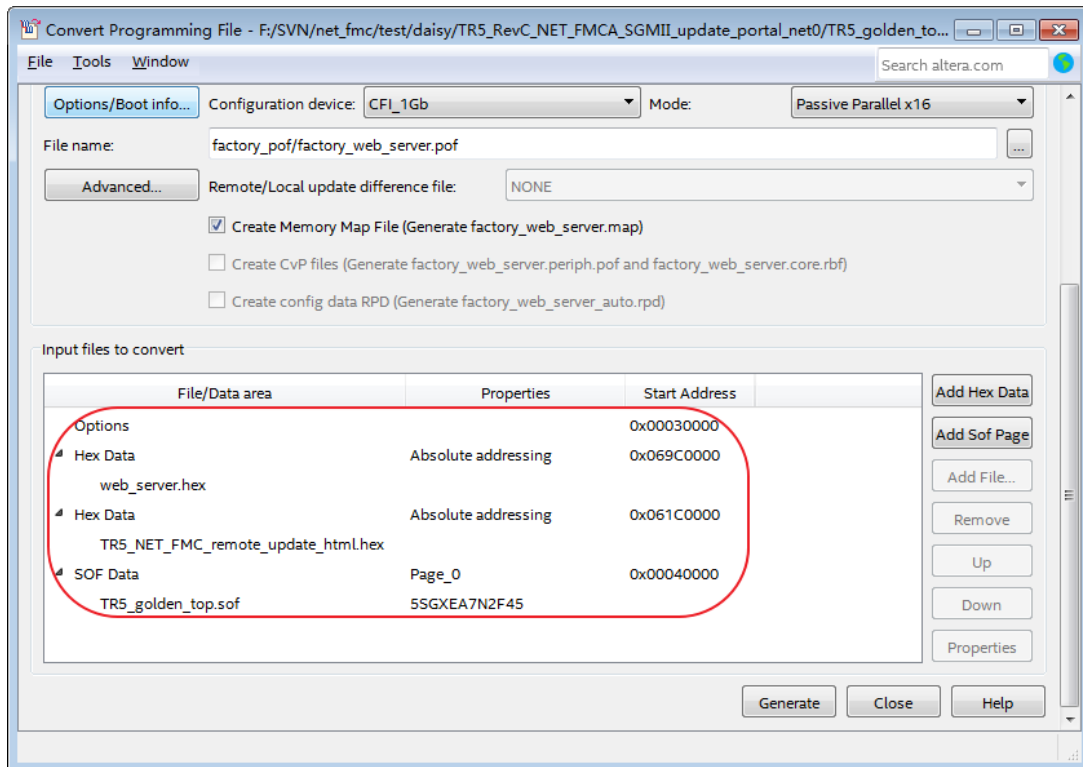 Convert Programming File - F:/SVN/net_fmc/test/daisy/TR5_RevC_NET_FMCA_SGMII_update_portal_net0/TR5_golden_to...
File Tools Window Search altera.com
Options/Boot info... Configuration device: CFI_1Gb Mode: Passive Parallel x16
File name: factory_pof/factory_web_server.pof ...
Advanced... Remote/Local update difference file: NONE
Create Memory Map File (Generate factory_web_server.map)
Create CvP files (Generate factory_web_server.periph.pof and factory_web_server.core.rbf)
Create config data RPD (Generate factory_web_server_auto.rpd)
Input files to convert
File/Data area Properties Start Address Add Hex Data
Options 0x00030000 Add Sof Page
Hex Data Absolute addressing 0x069C0000
web_server.hex Add File...
Hex Data Absolute addressing 0x061C0000 Remove
TR5_NET_FMC_remote_update_html.hex
SOF Data Page_0 0x00040000 Up
TR5_golden_top.sof 5SGXEA7N2F45 Down
Properties
Generate Close Help